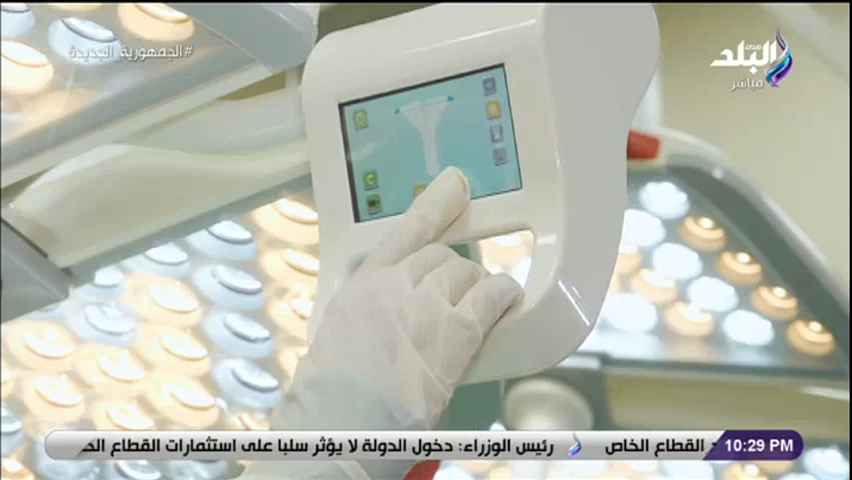 #الجمهورية_الجديدة
صدى
البلد
مباشر
10:29 PM
القطاع الخاص رئيس الوزراء: دخول الدولة لا يؤثر سلبا على استثمارات القطاع